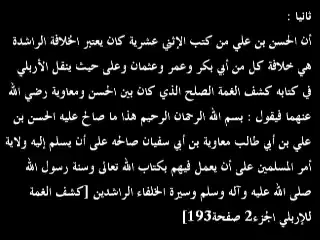 ثانيا :
أن الحسن بن علي من كتب الإثني عشرية كان يعتبر الخلافة الراشدة
هي خلافة كل من أبي بكر وعمر وعثمان وعلى حيث ينقل الأربلي
في كتابه كشف الغمة الصلح الذي كان بين الحسن ومعاوية رضي الله
عنهما فيقول : بسم الله الرحمان الرحيم هذا ما صالح عليه الحسن بن
علي بن أبي طالب معاوية بن أبي سفيان صالحه على أن يسلم إليه ولاية
أمر المسلمين على أن يعمل فيهم بكتاب الله تعالى وسنة رسول الله
صلى الله عليه وآله وسلم وسيرة الخلفاء الراشدين [كشف الغمة
للإربلي الجزء2 صفحة193]